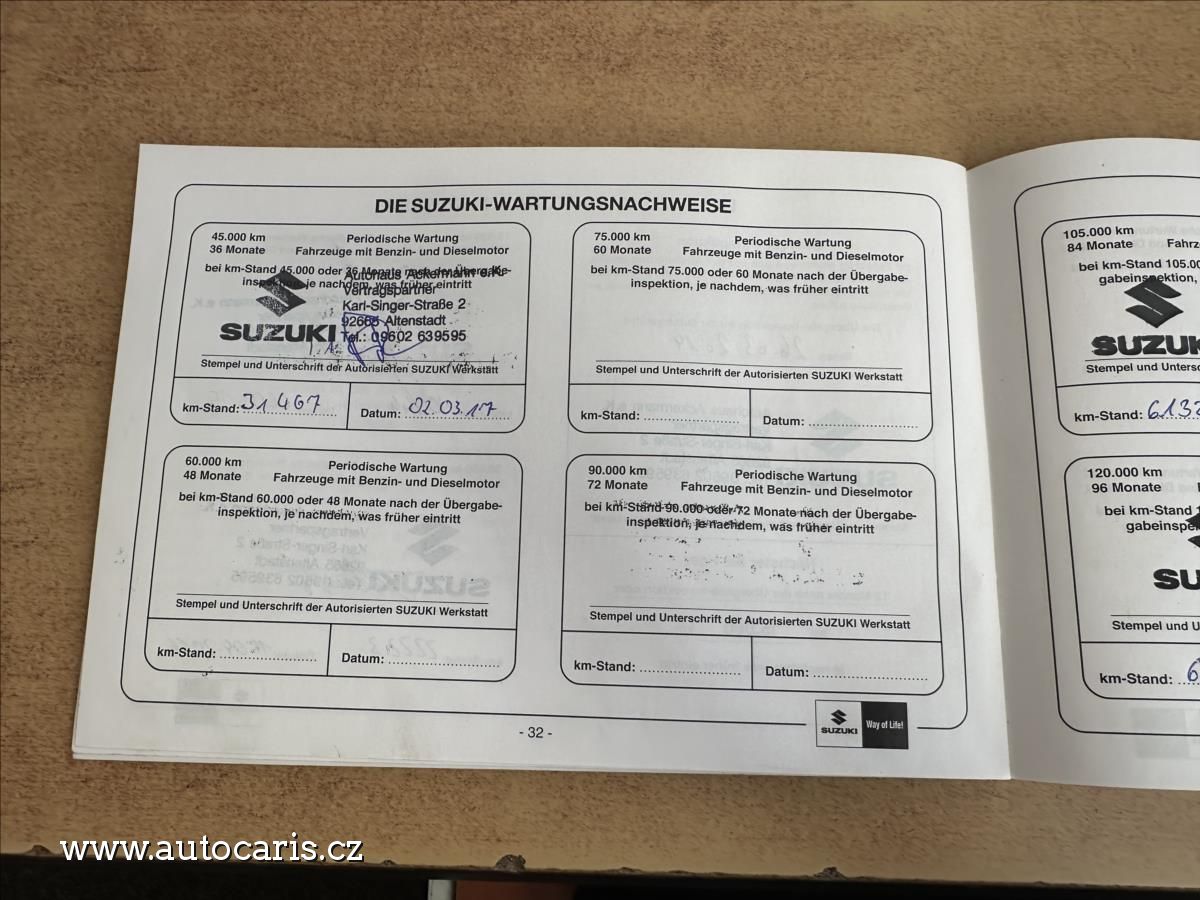 DIE SUZUKI-WARTUNGSNACHWEISE
45.000 km
36 Monate
Periodische Wartung
Fahrzeuge mit Benzin- und Dieselmotor
bei km-Stand 45.000 oder 36 Monate nach der Übergabe-
inspektion, je nachdem, was früher eintritt
SUZUKI
Autohaus Ackermann e.K.
Vertragspartner
Karl-Singer-Straße 2
92665 Altenstadt
Tel.: 09602 639595
Stempel und Unterschrift der Autorisierten SUZUKI Werkstatt
km-Stand: 31 467
Datum: 02.03.17
60.000 km
48 Monate
Periodische Wartung
Fahrzeuge mit Benzin- und Dieselmotor
bei km-Stand 60.000 oder 48 Monate nach der Übergabe-
inspektion, je nachdem, was früher eintritt
Stempel und Unterschrift der Autorisierten SUZUKI Werkstatt
km-Stand:
Datum:
75.000 km
60 Monate
Periodische Wartung
Fahrzeuge mit Benzin- und Dieselmotor
bei km-Stand 75.000 oder 60 Monate nach der Übergabe-
inspektion, je nachdem, was früher eintritt
Stempel und Unterschrift der Autorisierten SUZUKI Werkstatt
km-Stand:
Datum:
90.000 km
72 Monate
Periodische Wartung
Fahrzeuge mit Benzin- und Dieselmotor
bei km-Stand 90.000 oder 72 Monate nach der Übergabe-
inspektion, je nachdem, was früher eintritt
Stempel und Unterschrift der Autorisierten SUZUKI Werkstatt
km-Stand:
Datum:
- 32 -
SUZUKI
Way of Life!
105.000 km
84 Monate
bei km-Stand
gabeinspektion,
Stempel und
km-Stand:
120.000 km
96 Monate
bei km-Stand
Stempel und
km-Stand:
www.autocaris.cz